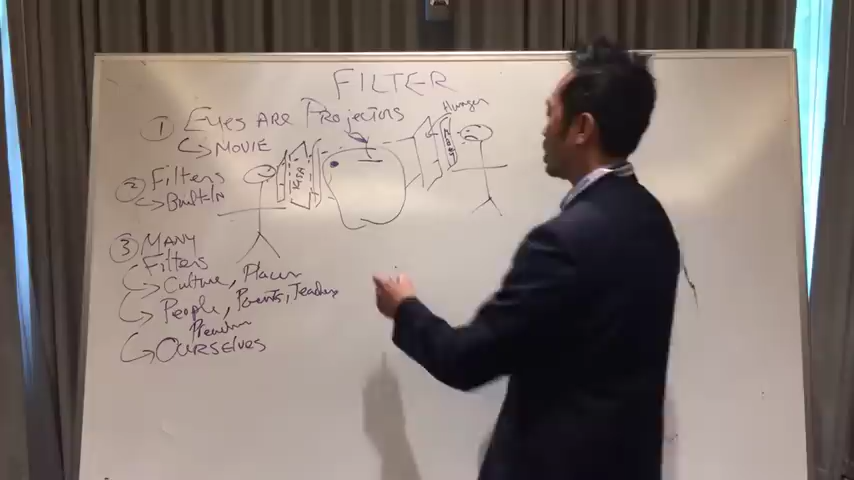 FILTER
① Eyes ARE Projectors
↳ MOVIE
Hunger
② Filters
↳ Built-IN
③ MANY
Filters
↳ Culture, Places
↳ People, Parents, Teachers
Preachers
↳ OURSELVES